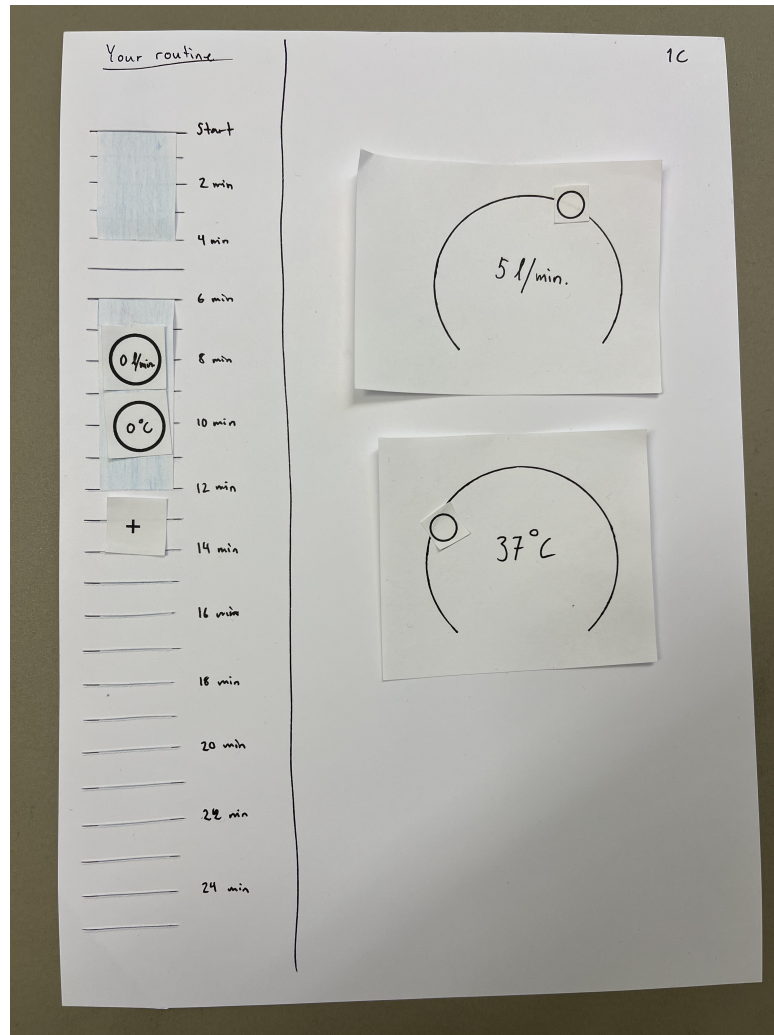 Your routine
1C
Start
2 min
4 min
6 min
0 l/min
8 min
0°C
10 min
12 min
+
14 min
16 min
18 min
20 min
22 min
24 min
5 l/min.
37°C